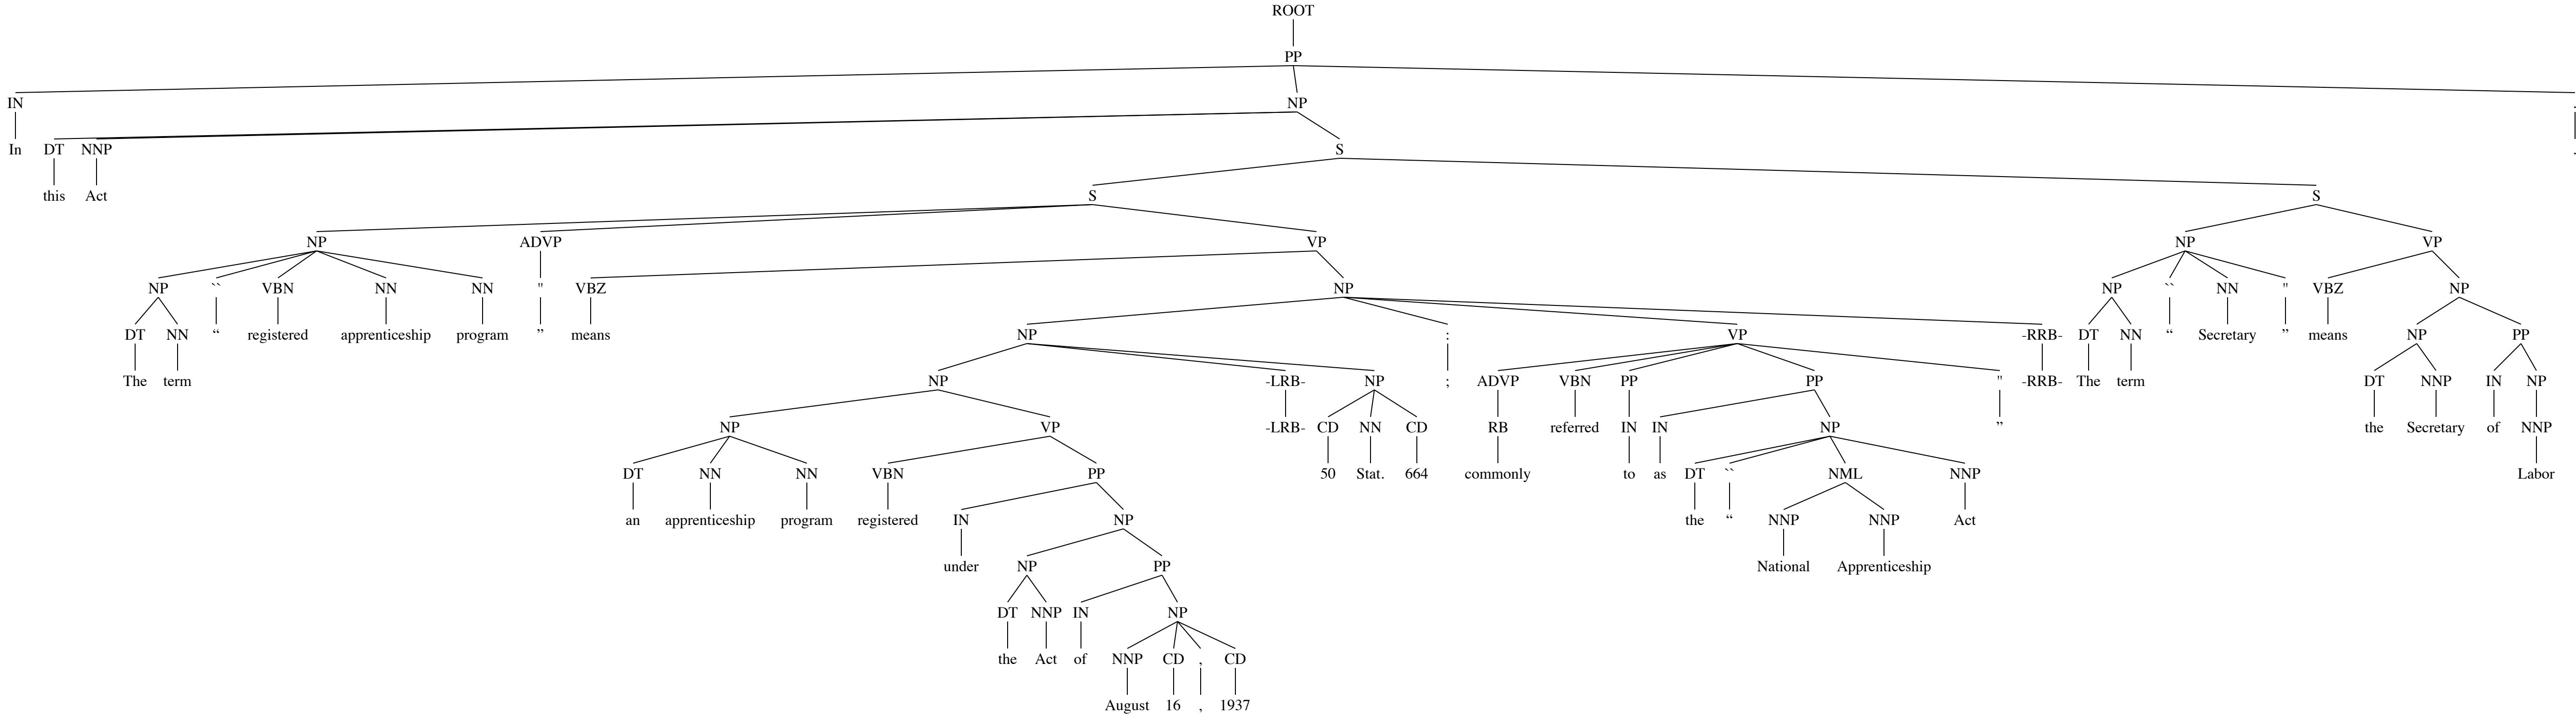 ROOT
PP
IN NP
In DT NNP S
this Act S S
NP ADVP VP NP VP
NP `` VBN NN NN " VBZ NP NP `` NN " VBZ NP
DT NN “ registered apprenticeship program ” means NP : VP -RRB- DT NN “ Secretary ” means NP PP
The term NP -LRB- NP ; ADVP VBN PP PP " -RRB- The term DT NNP IN NP
NP VP -LRB- CD NN CD RB referred IN IN NP ” the Secretary of NNP
DT NN NN VBN PP 50 Stat. 664 commonly to as DT `` NML NNP Labor
an apprenticeship program registered IN NP the “ NNP NNP Act
under NP PP National Apprenticeship
DT NNP IN NP
the Act of NNP CD , CD
August 16 , 1937